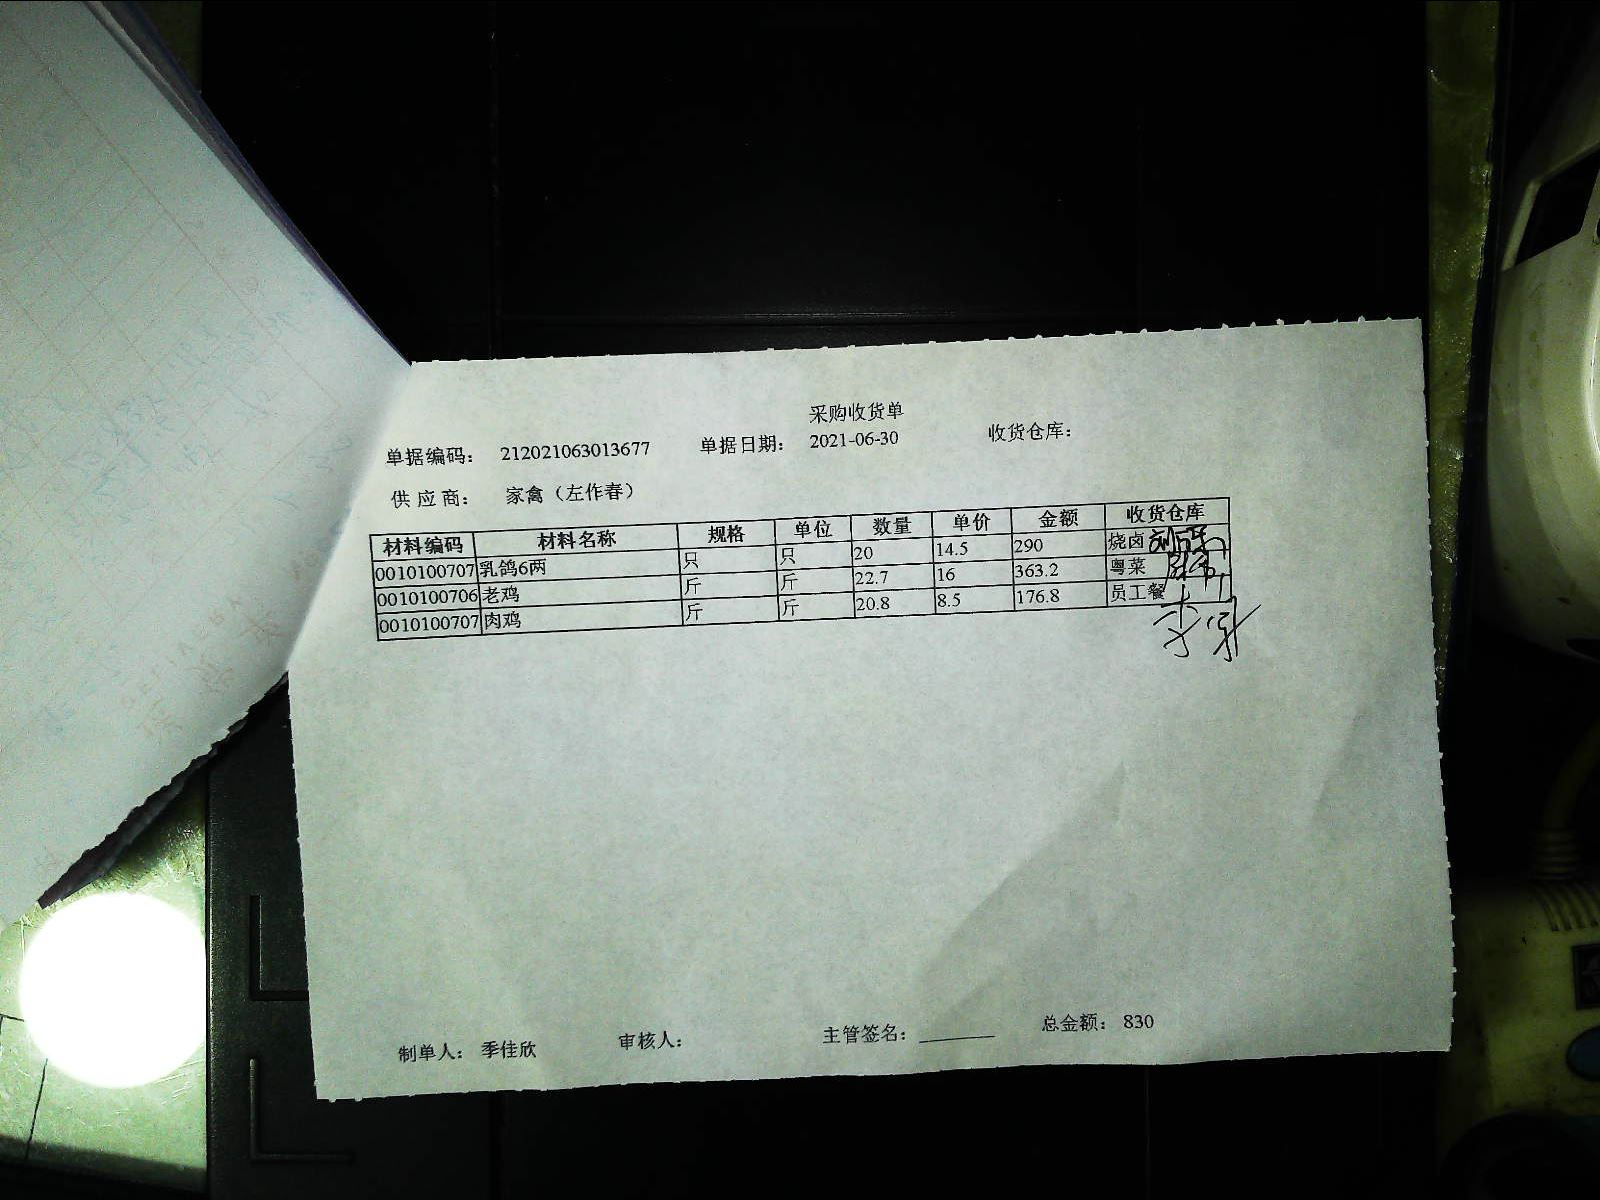 采购收货单
单据编码： 212021063013677 单据日期： 2021-06-30 收货仓库：
供 应 商： 家禽（左作春）
材料编码 材料名称 规格 单位 数量 单价 金额 收货仓库
0010100707 乳鸽6两 只 只 20 14.5 290 烧卤
0010100706 老鸡 斤 斤 22.7 16 363.2 粤菜
0010100707 肉鸡 斤 斤 20.8 8.5 176.8 员工餐
制单人： 季佳欣 审核人： 主管签名： 总金额： 830